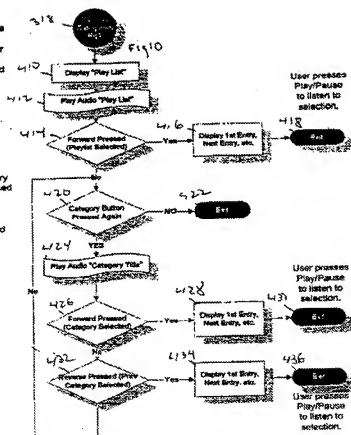 318
Fig 10
410
Display "Play List"
User presses
Play/Pause
to listen to
selection.
412
Play Audio "Play List"
414
Forward Pressed
(Playlist Selected)
Yes
416
Display 1st Entry,
Next Entry, etc.
418
Exit
No
420
Category Button
Pressed Again
NO
422
Exit
YES
424
Play Audio "Category Title"
No
426
Forward Pressed
(Category Selected)
Yes
428
Display 1st Entry,
Next Entry, etc.
User presses
Play/Pause
to listen to
selection.
Exit
No
432
Reverse Pressed (Prev
Category Selected)
Yes
434
Display 1st Entry,
Next Entry, etc.
436
Exit
User presses
Play/Pause
to listen to
selection.